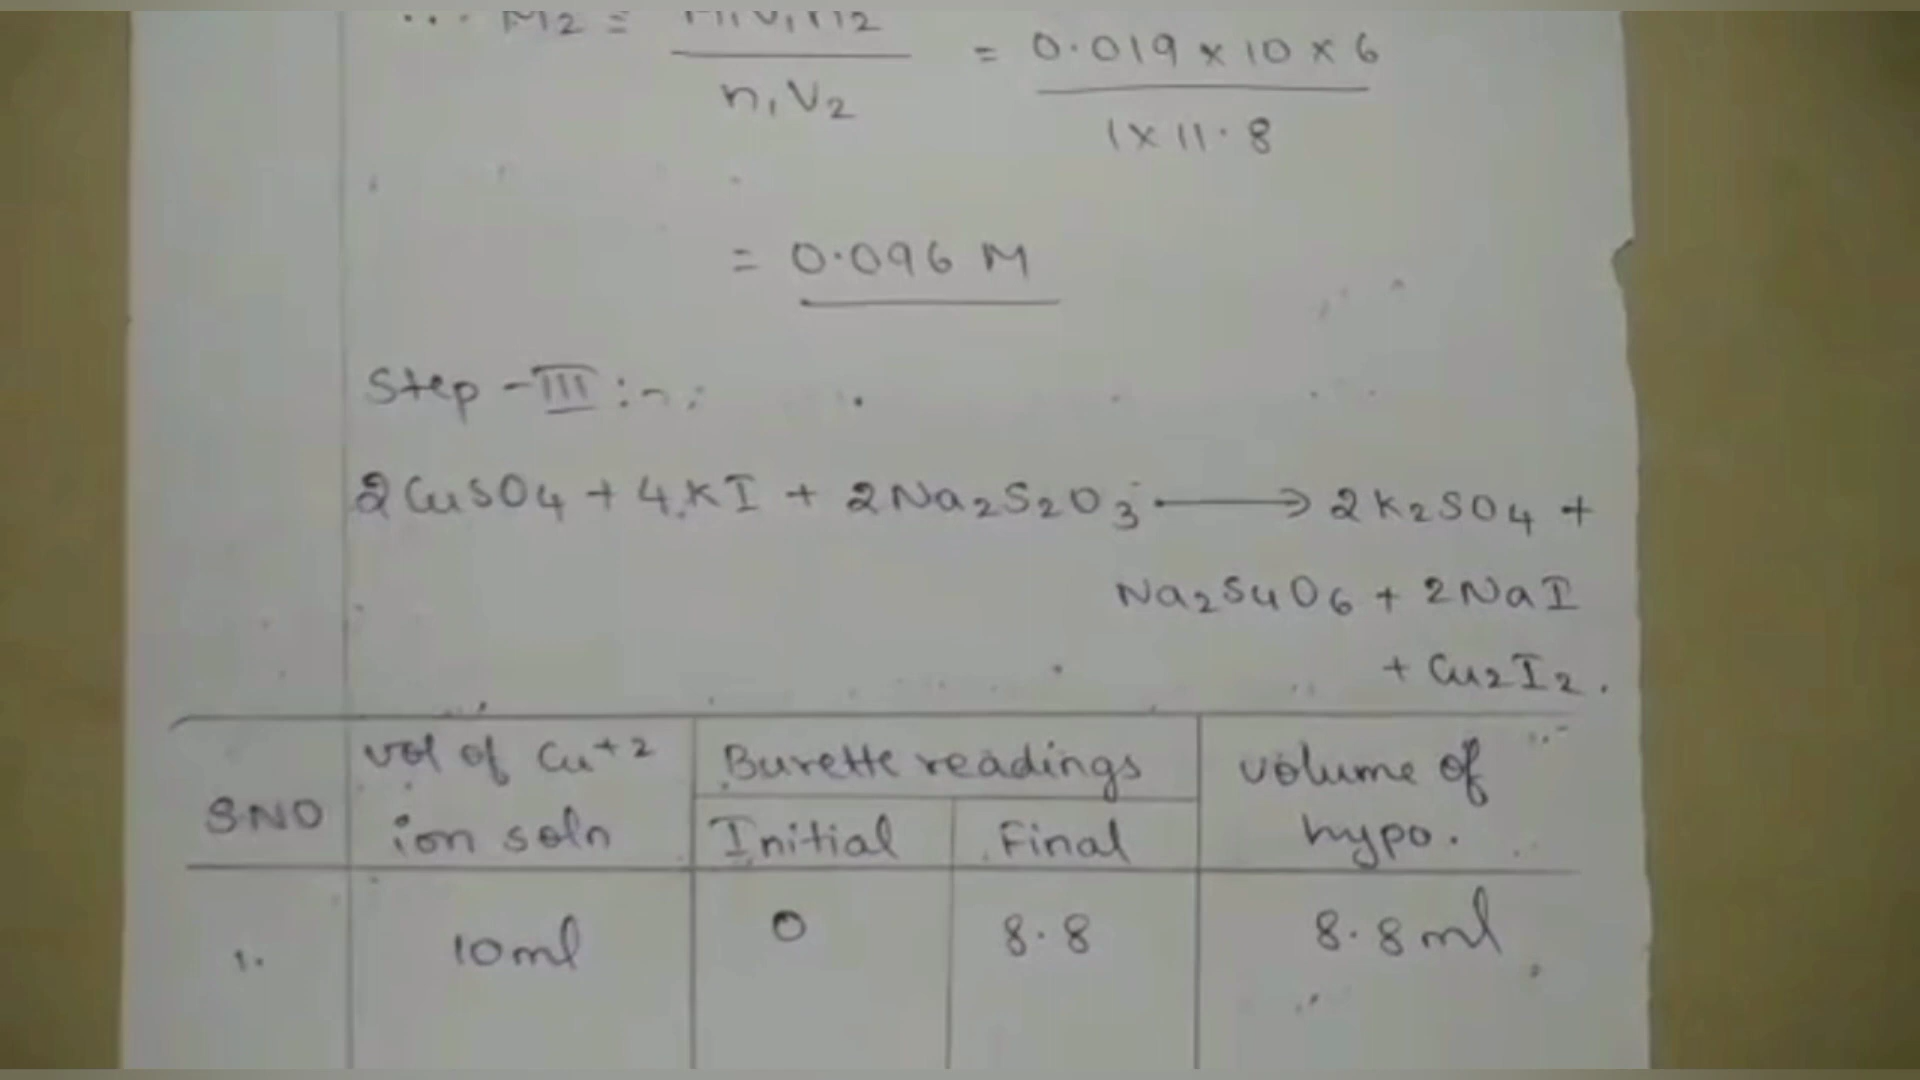 ∴ M2 = M1V1n2 / n1V2 = 0.019 x 10 x 6 / 1 x 11.8
= 0.096 M
Step - III :-
2CuSO4 + 4KI + 2Na2S2O3 ⟶ 2K2SO4 +
Na2S4O6 + 2NaI
+ Cu2I2.
SNO vol of Cu+2 ion soln Burette readings Initial Final volume of hypo.
1. 10ml 0 8.8 8.8ml